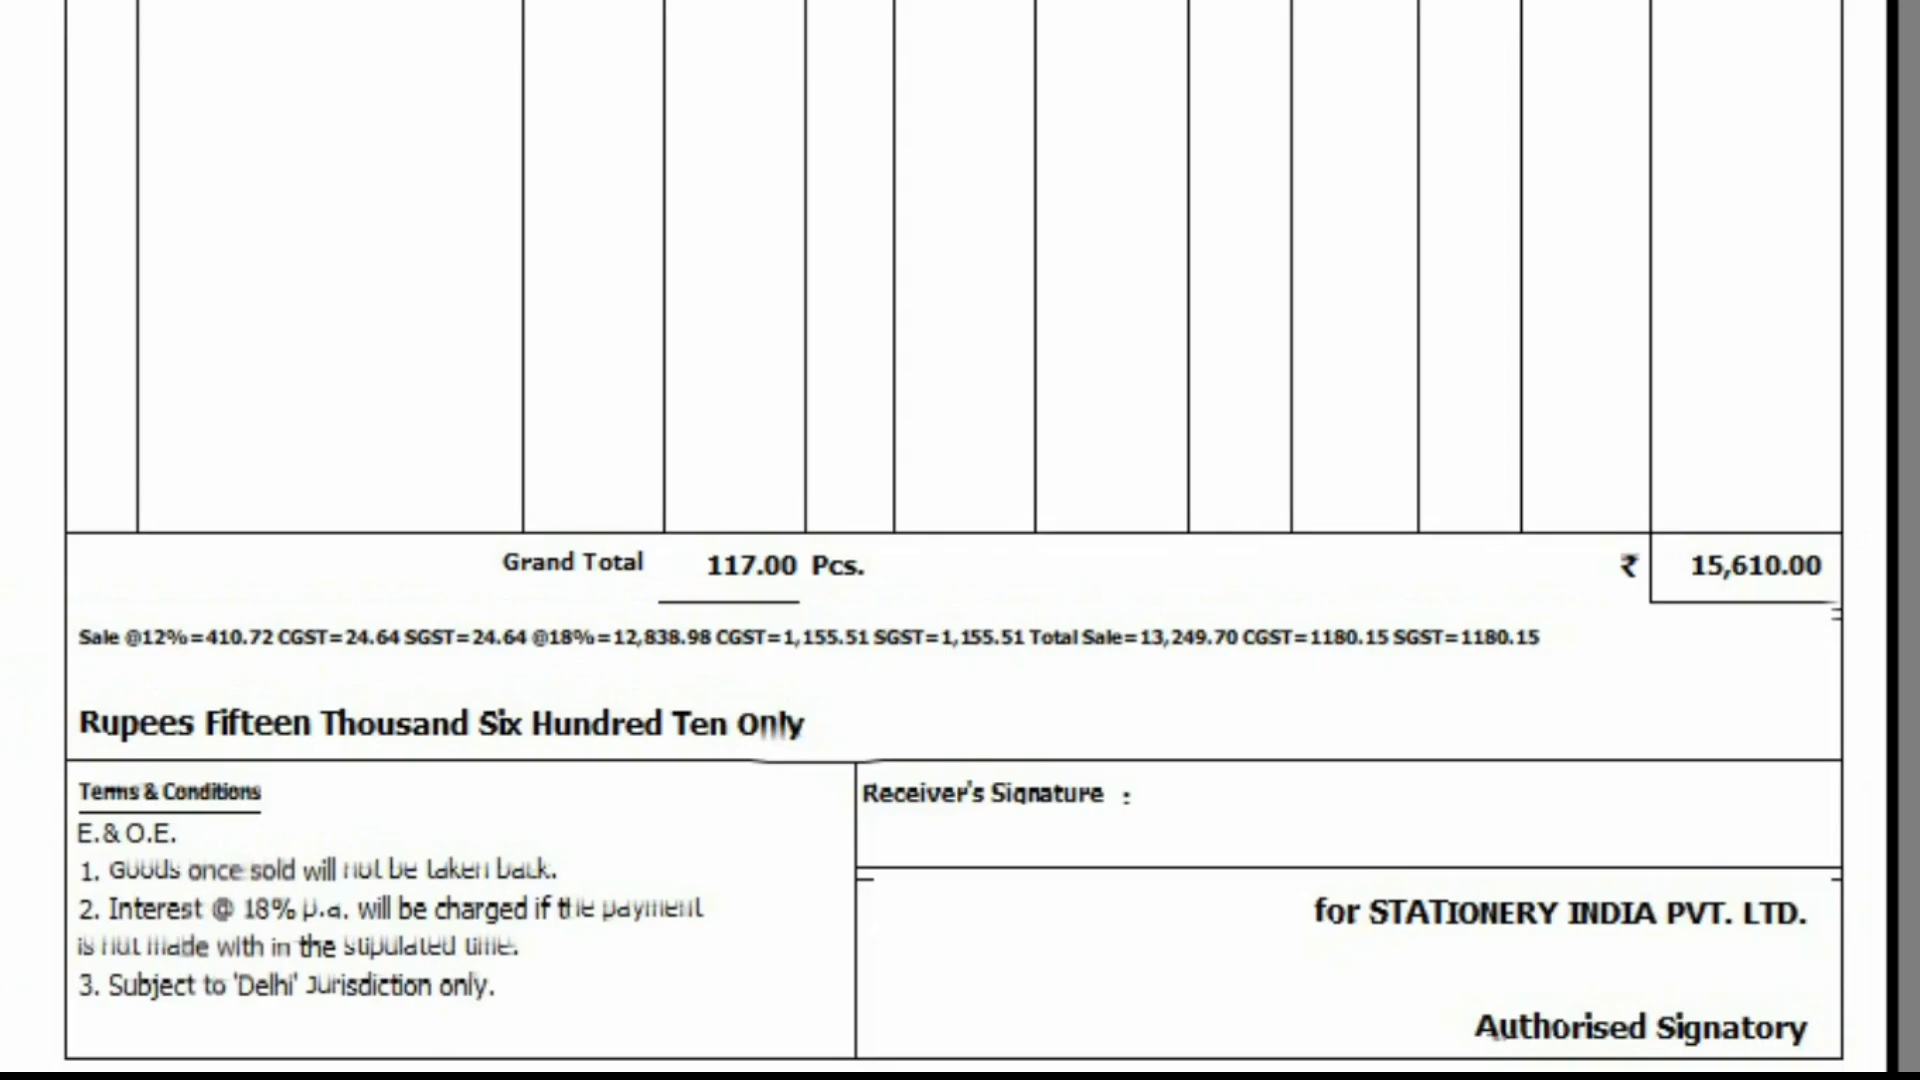 Grand Total 117.00 Pcs. ₹ 15,610.00
Sale @12%=410.72 CGST=24.64 SGST=24.64 @18%=12,838.98 CGST=1,155.51 SGST=1,155.51 Total Sale=13,249.70 CGST=1180.15 SGST=1180.15
Rupees Fifteen Thousand Six Hundred Ten Only
Terms & Conditions
E.& O.E.
1. Goods once sold will not be taken back.
2. Interest @ 18% p.a. will be charged if the payment
is not made with in the stipulated time.
3. Subject to 'Delhi' Jurisdiction only.
Receiver's Signature :
for STATIONERY INDIA PVT. LTD.
Authorised Signatory